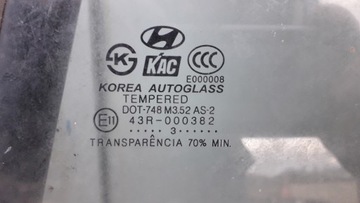 KS KAC CCC
E000008
KOREA AUTOGLASS
TEMPERED
DOT-748 M3.52 AS-2
E11 43R-000382
..... 3 .....
TRANSPARÊNCIA 70% MIN.